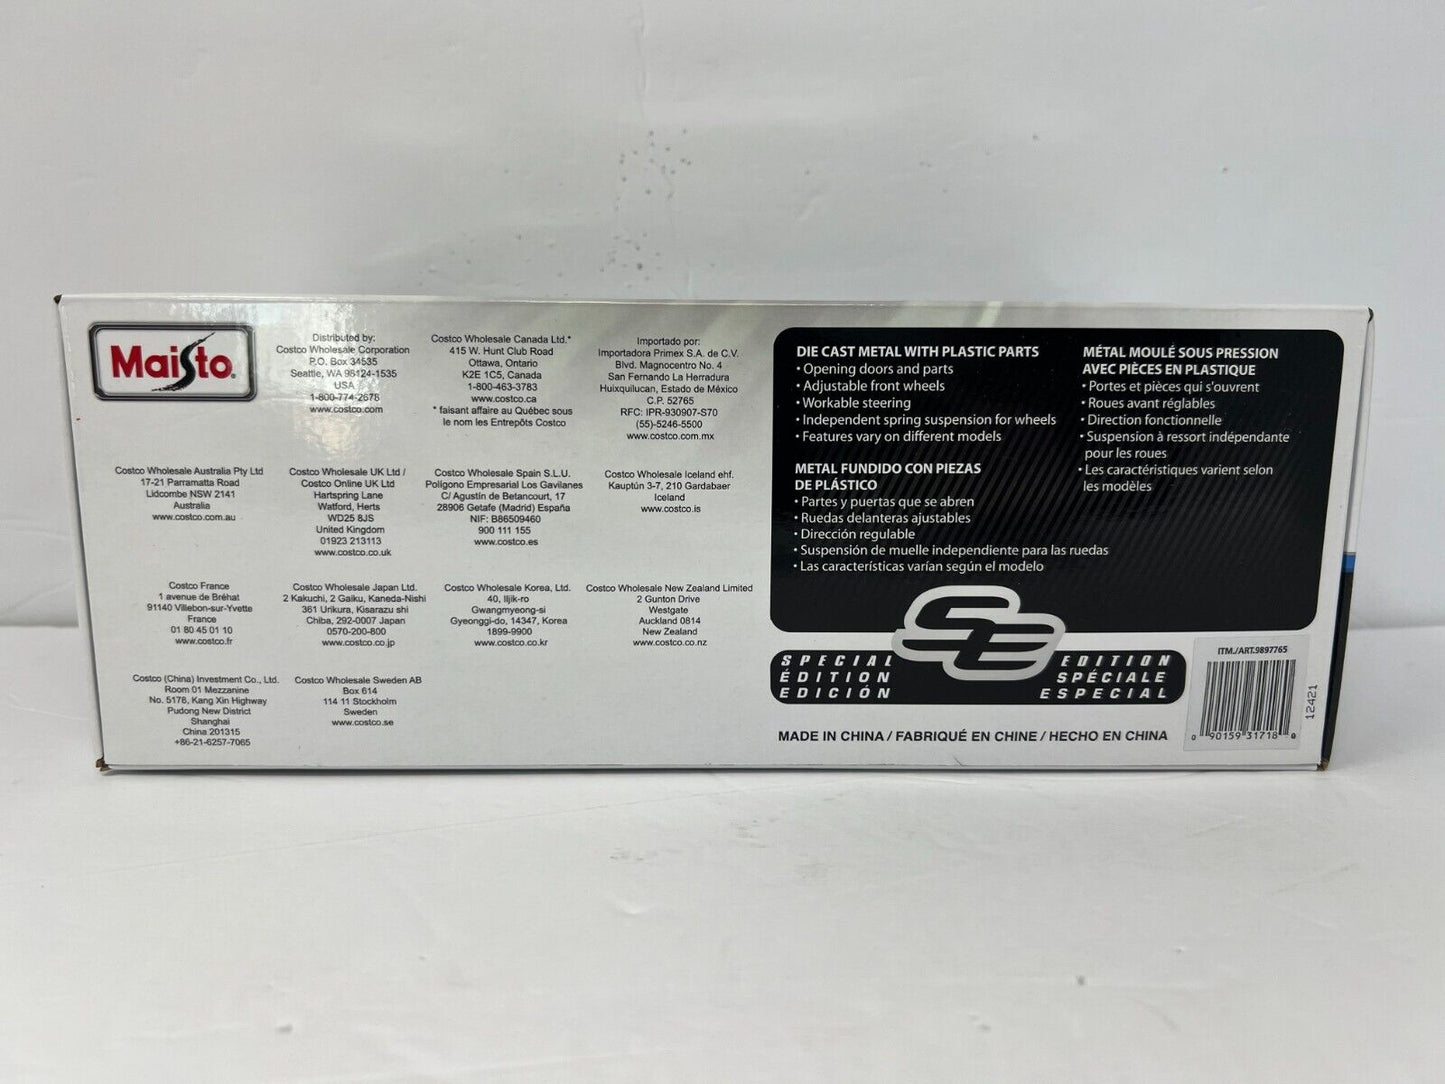 Maisto
Distributed by:
Costco Wholesale Corporation
P.O. Box 34535
Seattle, WA 98124-1535
USA
1-800-774-2678
www.costco.com
Costco Wholesale Canada Ltd.*
415 W. Hunt Club Road
Ottawa, Ontario
K2E 1C5, Canada
1-800-463-3783
www.costco.ca
* faisant affaire au Québec sous
le nom les Entrepôts Costco
Importado por:
Importadora Primex S.A. de C.V.
Blvd. Magnocentro No. 4
San Fernando La Herradura
Huixquilucan, Estado de México
C.P. 52765
RFC: IPR-930907-S70
(55)-5246-5500
www.costco.com.mx
Costco Wholesale Australia Pty Ltd
17-21 Parramatta Road
Lidcombe NSW 2141
Australia
www.costco.com.au
Costco Wholesale UK Ltd /
Costco Online UK Ltd
Hartspring Lane
Watford, Herts
WD25 8JS
United Kingdom
01923 213113
www.costco.co.uk
Costco Wholesale Spain S.L.U.
Polígono Empresarial Los Gavilanes
C/ Agustín de Betancourt, 17
28906 Getafe (Madrid) España
NIF: B86509460
900 111 155
www.costco.es
Costco Wholesale Iceland ehf.
Kauptún 3-7, 210 Gardabaer
Iceland
www.costco.is
Costco France
1 avenue de Bréhat
91140 Villebon-sur-Yvette
France
01 80 45 01 10
www.costco.fr
Costco Wholesale Japan Ltd.
2 Kakuchi, 2 Gaiku, Kaneda-Nishi
361 Urikura, Kisarazu shi
Chiba, 292-0007 Japan
0570-200-800
www.costco.co.jp
Costco Wholesale Korea, Ltd.
40, Iljik-ro
Gwangmyeong-si
Gyeonggi-do, 14347, Korea
1899-9900
www.costco.co.kr
Costco Wholesale New Zealand Limited
2 Gunton Drive
Westgate
Auckland 0814
New Zealand
www.costco.co.nz
Costco (China) Investment Co., Ltd.
Room 01 Mezzanine
No. 5178, Kang Xin Highway
Pudong New District
Shanghai
China 201315
+86-21-6257-7065
Costco Wholesale Sweden AB
Box 614
114 11 Stockholm
Sweden
www.costco.se
DIE CAST METAL WITH PLASTIC PARTS
• Opening doors and parts
• Adjustable front wheels
• Workable steering
• Independent spring suspension for wheels
• Features vary on different models
METAL FUNDIDO CON PIEZAS
DE PLÁSTICO
• Partes y puertas que se abren
• Ruedas delanteras ajustables
• Dirección regulable
• Suspensión de muelle independiente para las ruedas
• Las características varían según el modelo
MÉTAL MOULÉ SOUS PRESSION
AVEC PIÈCES EN PLASTIQUE
• Portes et pièces qui s'ouvrent
• Roues avant réglables
• Direction fonctionnelle
• Suspension à ressort indépendante
pour les roues
• Les caractéristiques varient selon
les modèles
SE
SPECIAL EDITION
ÉDITION SPÉCIALE
EDICIÓN ESPECIAL
MADE IN CHINA / FABRIQUÉ EN CHINE / HECHO EN CHINA
ITM./ART.9897765
0 90159 31718 0
12421